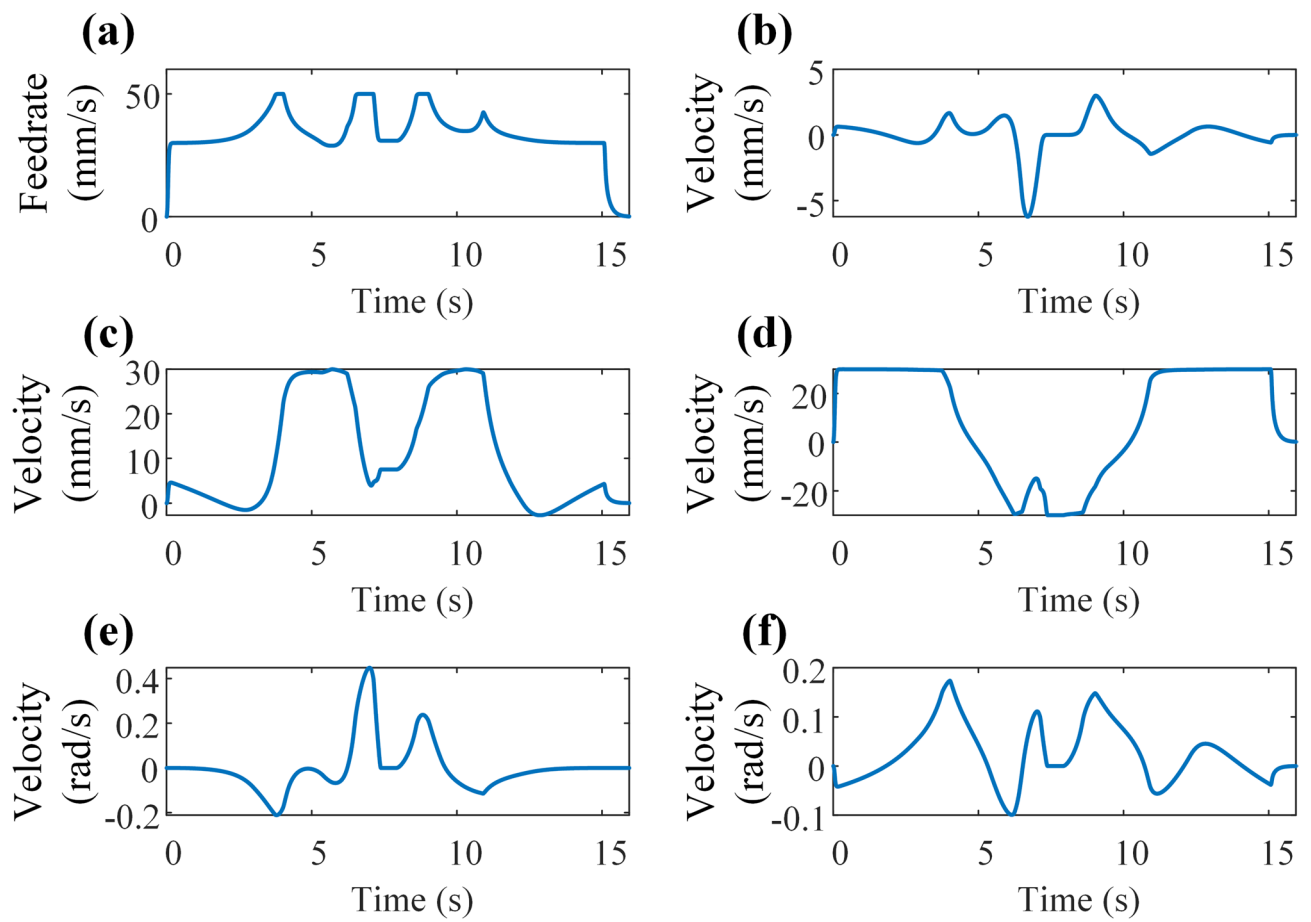 (a)
Feedrate
(mm/s)
50
0
0 5 10 15
Time (s)
(b)
Velocity
(mm/s)
5
0
-5
0 5 10 15
Time (s)
(c)
Velocity
(mm/s)
30
20
10
0
0 5 10 15
Time (s)
(d)
Velocity
(mm/s)
20
0
-20
0 5 10 15
Time (s)
(e)
Velocity
(rad/s)
0.4
0.2
0
-0.2
0 5 10 15
Time (s)
(f)
Velocity
(rad/s)
0.2
0.1
0
-0.1
0 5 10 15
Time (s)